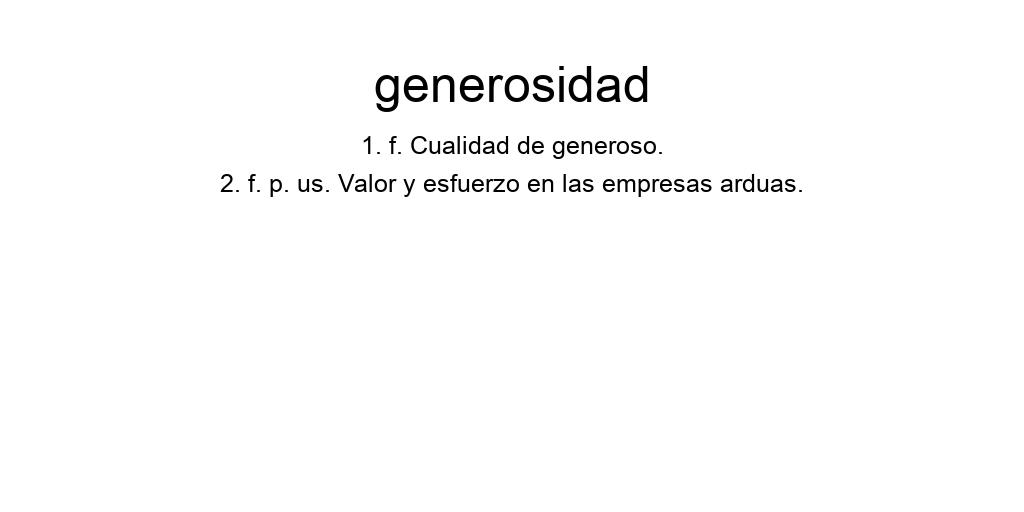 generosidad
1. f. Cualidad de generoso.
2. f. p. us. Valor y esfuerzo en las empresas arduas.